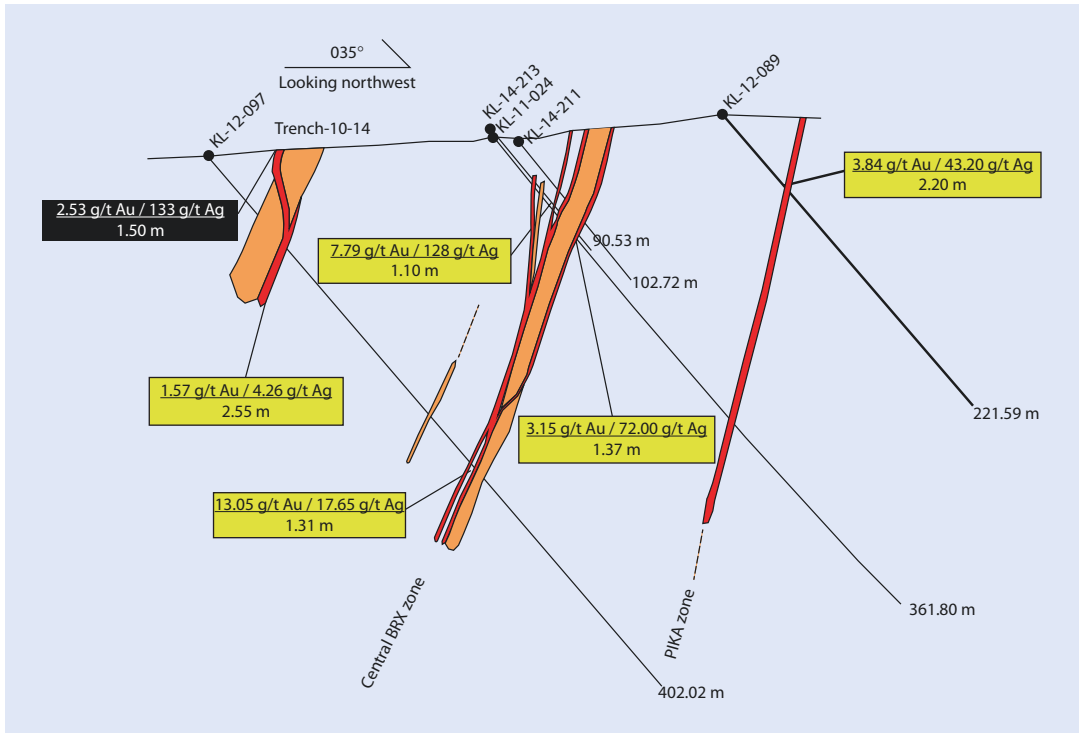 035°
Looking northwest
KL-12-097
Trench-10-14
KL-14-213
KL-11-024
KL-14-211
KL-12-089
3.84 g/t Au / 43.20 g/t Ag
2.20 m
2.53 g/t Au / 133 g/t Ag
1.50 m
7.79 g/t Au / 128 g/t Ag
1.10 m
90.53 m
102.72 m
1.57 g/t Au / 4.26 g/t Ag
2.55 m
221.59 m
3.15 g/t Au / 72.00 g/t Ag
1.37 m
13.05 g/t Au / 17.65 g/t Ag
1.31 m
Central BRX zone
PIKA zone
361.80 m
402.02 m